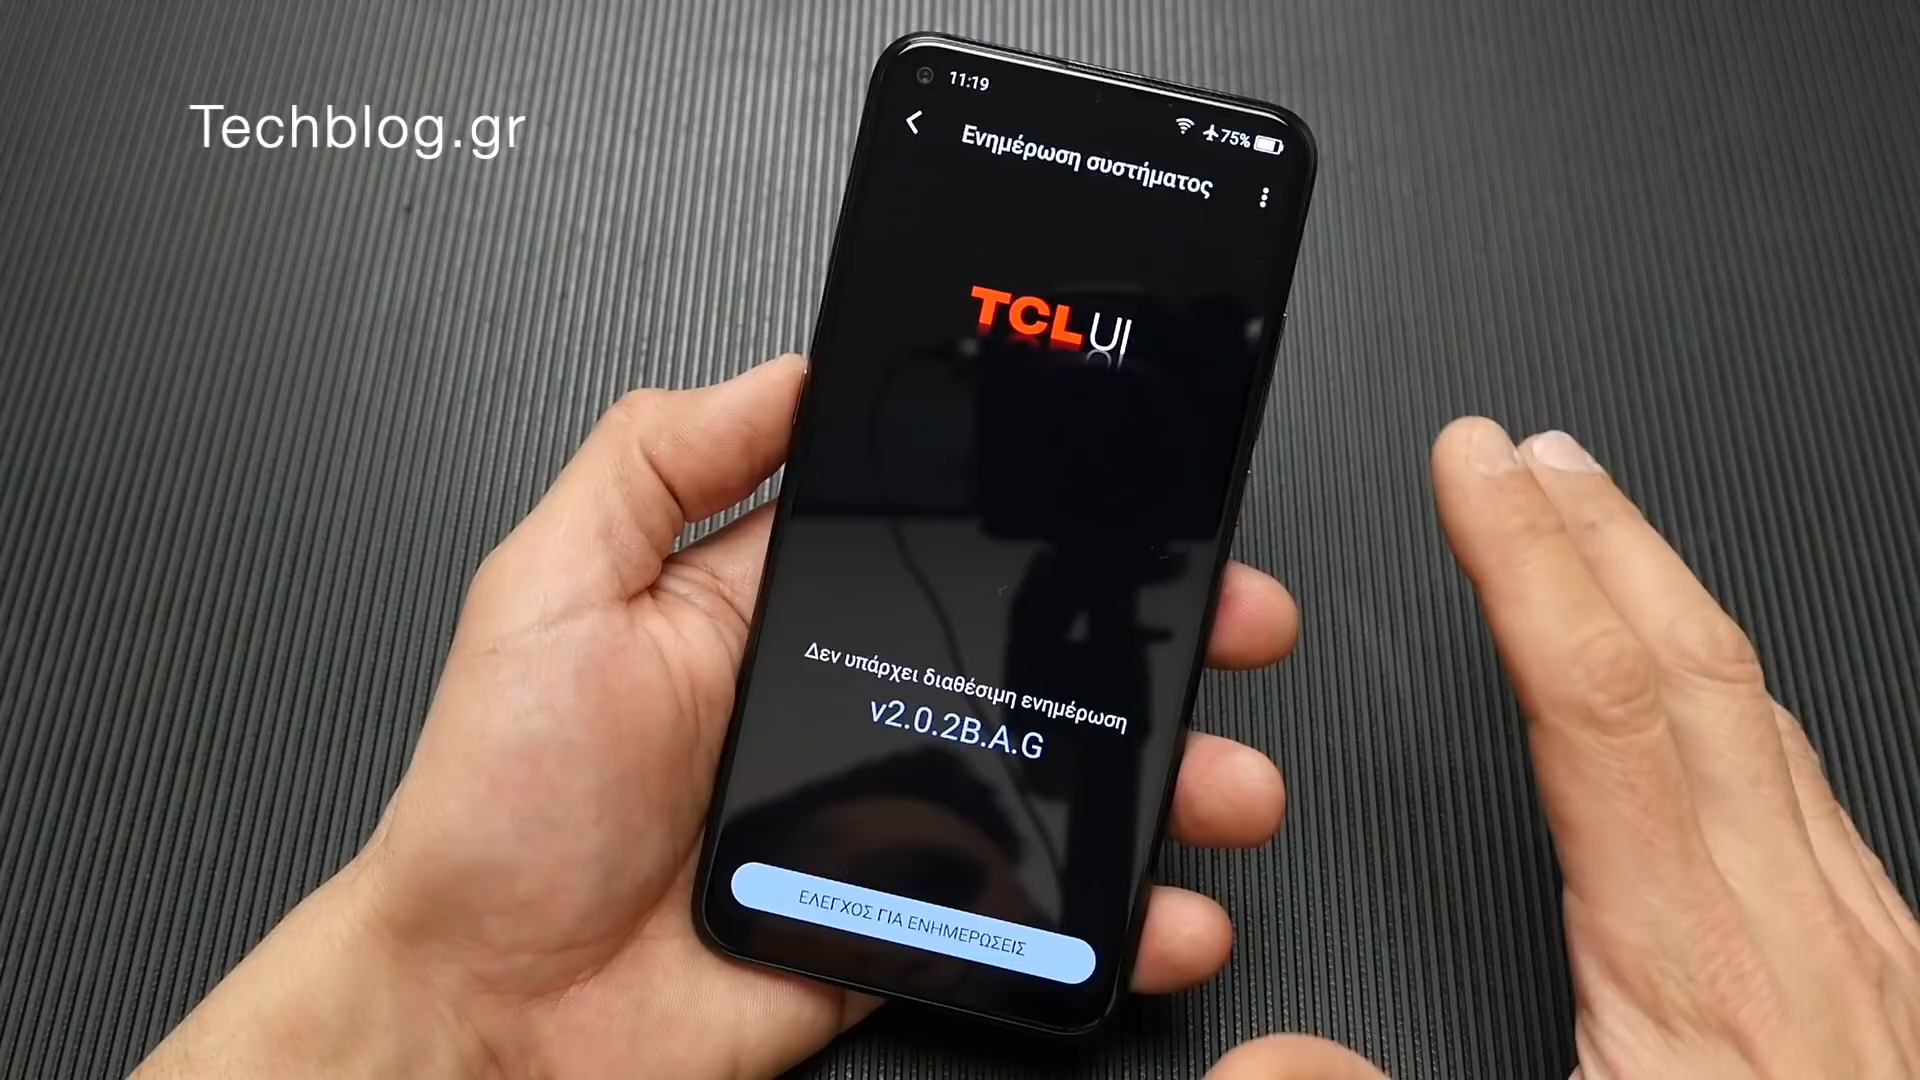 Techblog.gr
11:19
75%
Ενημέρωση συστήματος
TCL UI
Δεν υπάρχει διαθέσιμη ενημέρωση
v2.0.2B.A.G
ΕΛΕΓΧΟΣ ΓΙΑ ΕΝΗΜΕΡΩΣΕΙΣ